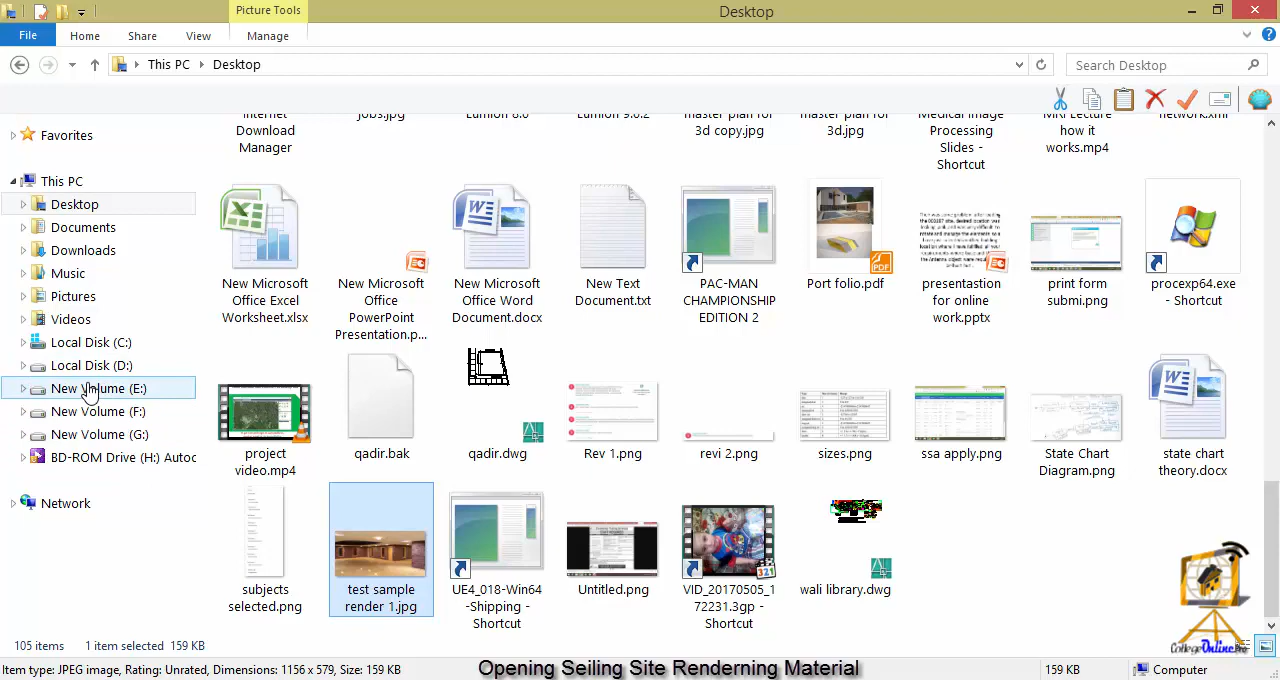 Picture Tools
Desktop
File
Home
Share
View
Manage
This PC
Desktop
Search Desktop
Favorites
This PC
Desktop
Documents
Downloads
Music
Pictures
Videos
Local Disk (C:)
Local Disk (D:)
New Volume (E:)
New Volume (F:)
New Volume (G:)
BD-ROM Drive (H:) Autoc
Network
Internet
Download
Manager
Jobs.jpg
Lumion 8.0
Lumion 9.0.2
master plan for
3d copy.jpg
master plan for
3d.jpg
Medical Image
Processing
Slides -
Shortcut
MRI Lecture
how it
works.mp4
network.xml
New Microsoft
Office Excel
Worksheet.xlsx
New Microsoft
Office
PowerPoint
Presentation.p...
New Microsoft
Office Word
Document.docx
New Text
Document.txt
PAC-MAN
CHAMPIONSHIP
EDITION 2
PDF
Port folio.pdf
presentastion
for online
work.pptx
print form
submi.png
procexp64.exe
- Shortcut
project
video.mp4
qadir.bak
qadir.dwg
Rev 1.png
revi 2.png
sizes.png
ssa apply.png
State Chart
Diagram.png
state chart
theory.docx
subjects
selected.png
test sample
render 1.jpg
UE4_018-Win64
-Shipping -
Shortcut
Untitled.png
321
VID_20170505_1
72231.3gp -
Shortcut
wali library.dwg
CollegeOnline.Pro
105 items
1 item selected 159 KB
Item type: JPEG image, Rating: Unrated, Dimensions: 1156 x 579, Size: 159 KB
159 KB
Computer
Opening Seiling Site Renderning Material